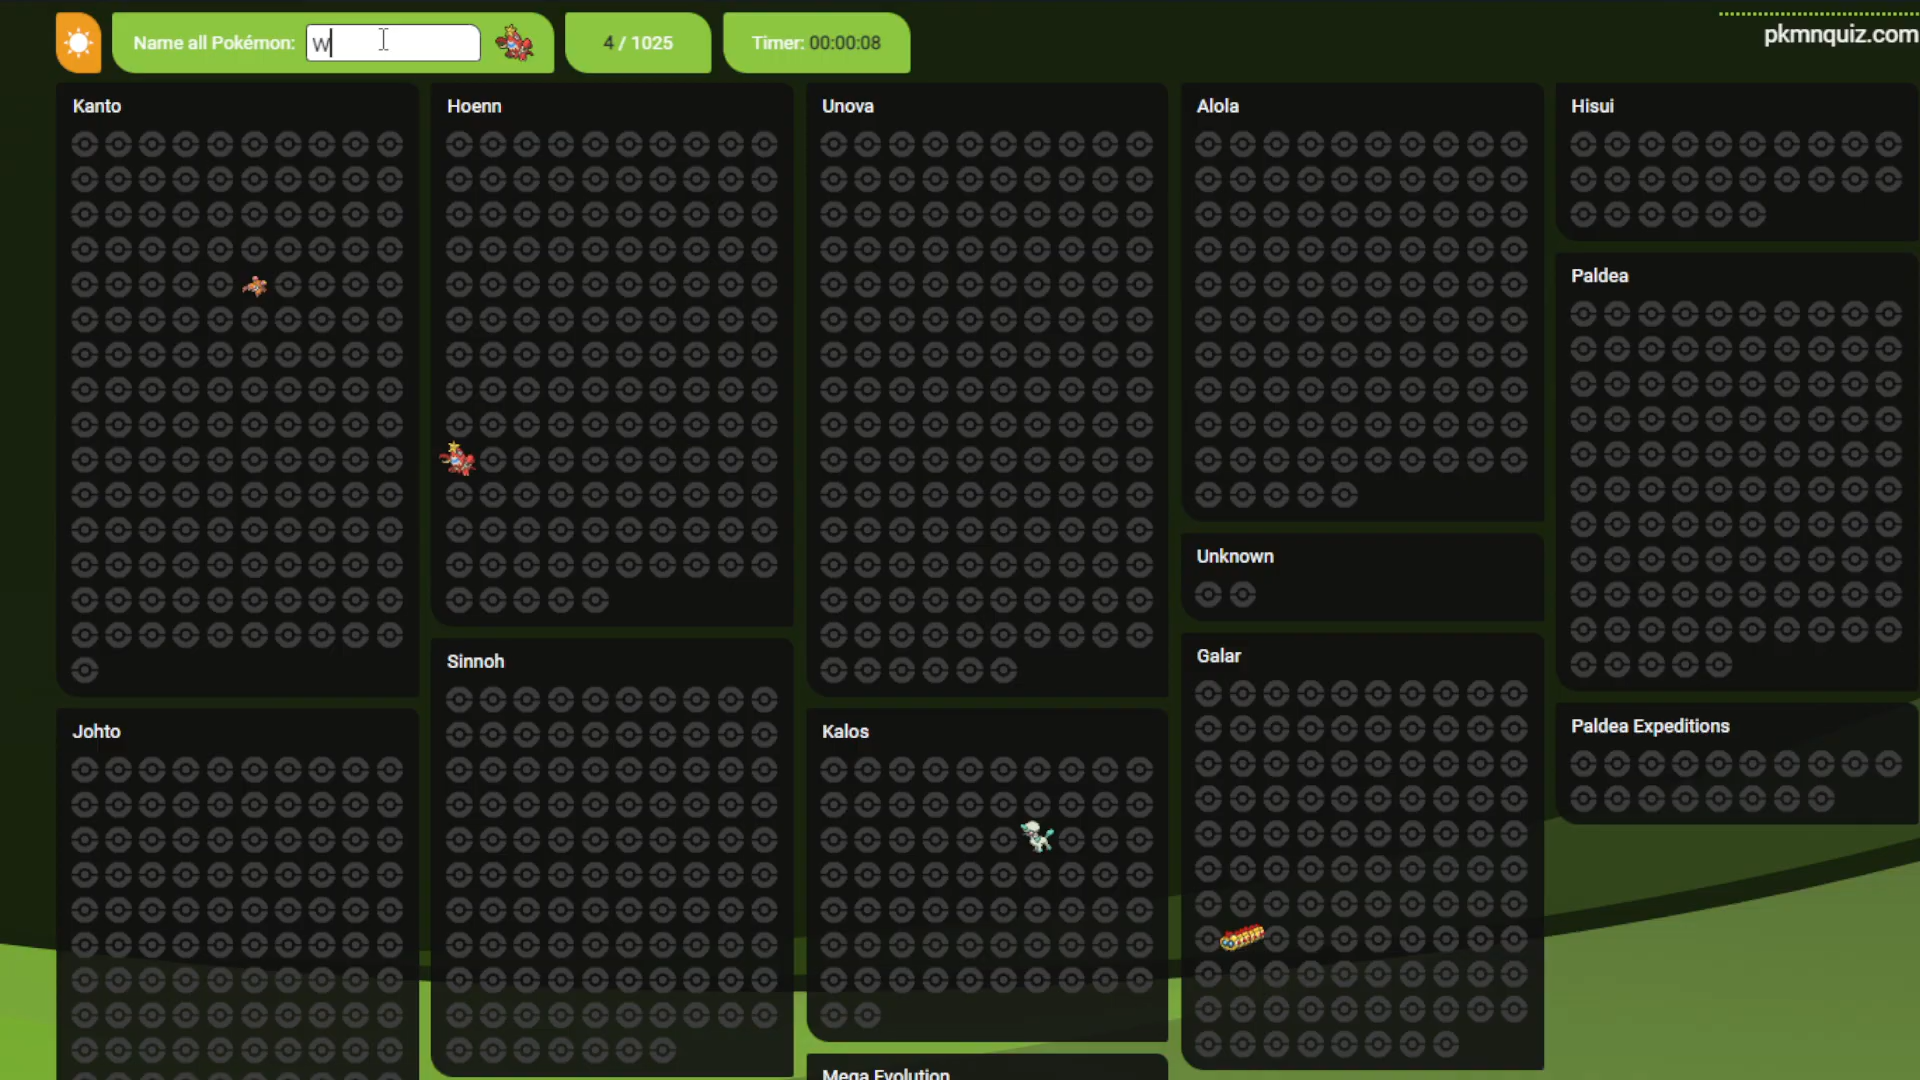 Name all Pokémon: w
4 / 1025
Timer: 00:00:08
pkmnquiz.com
Kanto
Hoenn
Unova
Alola
Hisui
Paldea
Unknown
Sinnoh
Galar
Johto
Kalos
Paldea Expeditions
Mega Evolution